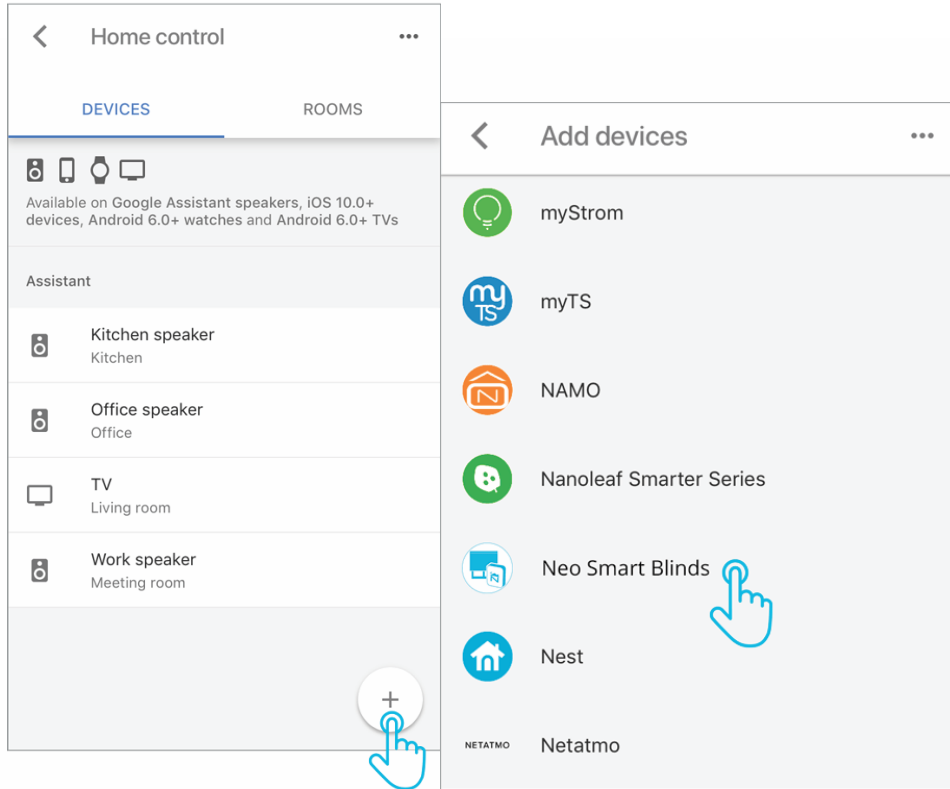 Home control
DEVICES
ROOMS
Available on Google Assistant speakers, iOS 10.0+
devices, Android 6.0+ watches and Android 6.0+ TVs
Assistant
Kitchen speaker
Kitchen
Office speaker
Office
TV
Living room
Work speaker
Meeting room
+
Add devices
myStrom
my
TS
myTS
N
NAMO
Nanoleaf Smarter Series
N
Neo Smart Blinds
Nest
NETATMO
Netatmo